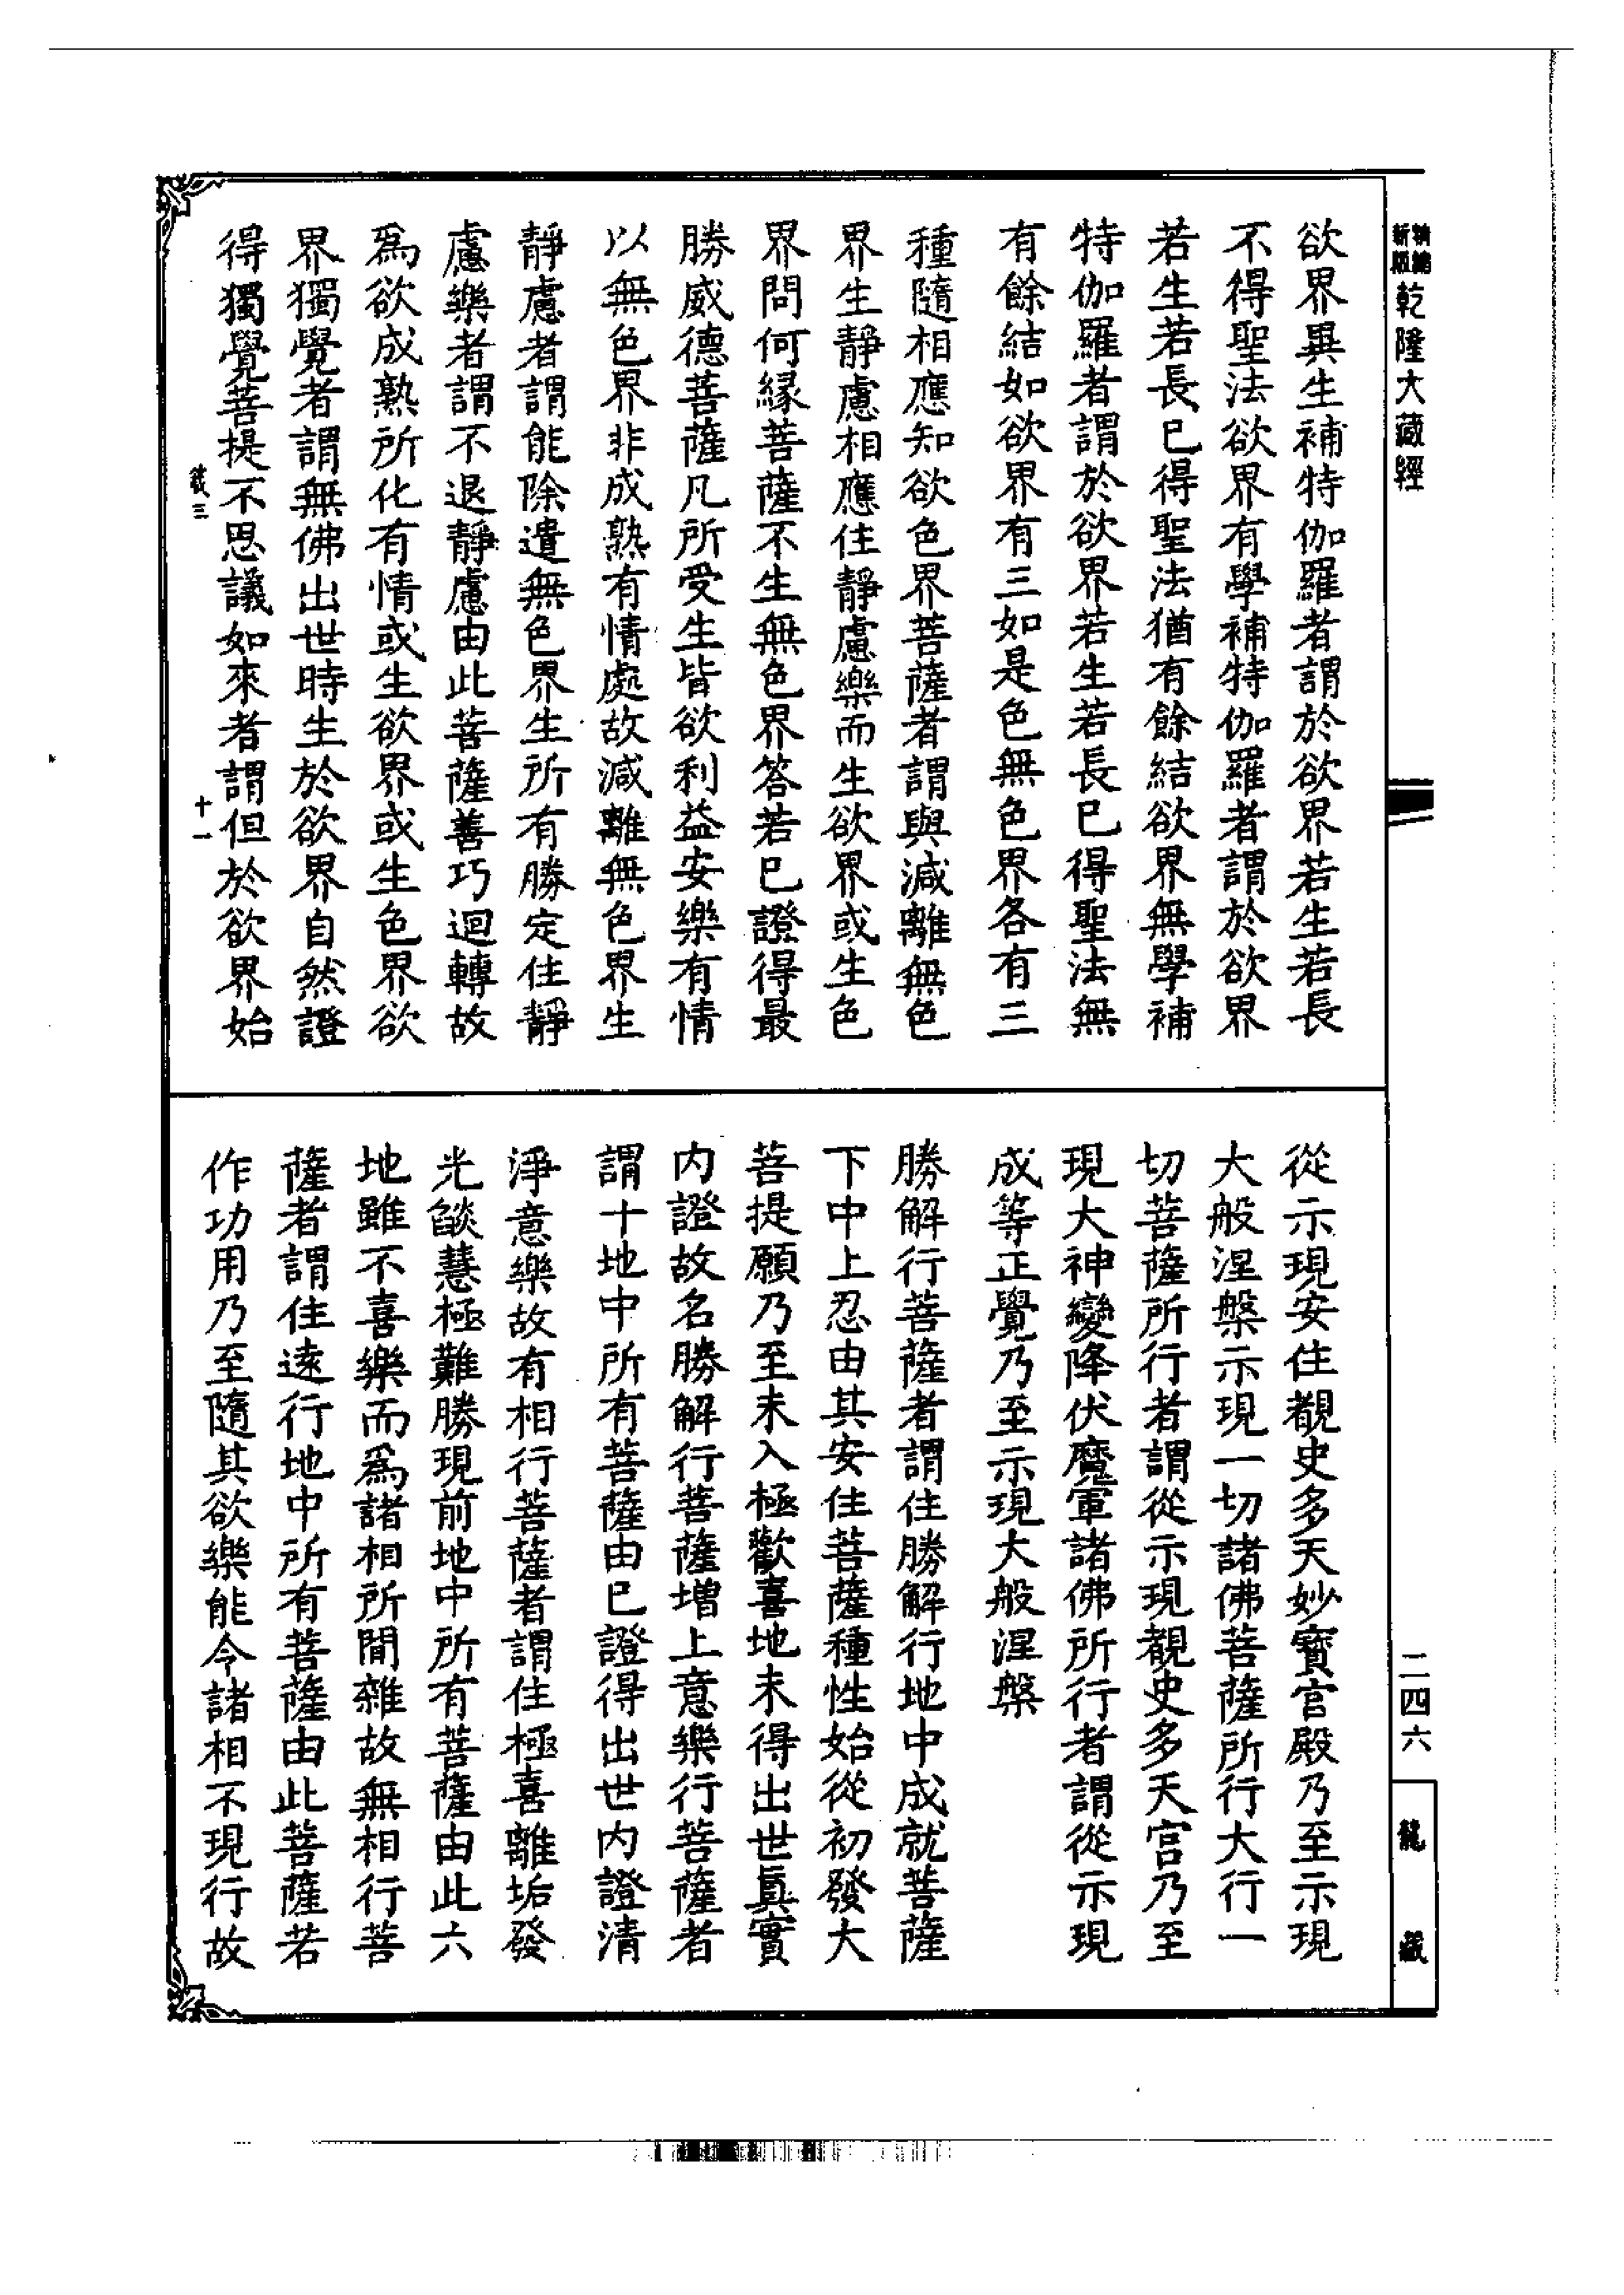 精縮
新版
乾隆大藏經
欲界異生補特伽羅者謂於欲界若生若長
不得聖法欲界有學補特伽羅者謂於欲界
若生若長已得聖法猶有餘結欲界無學補
特伽羅者謂於欲界若生若長已得聖法無
有餘結如欲界有三如是色無色界各有三
種隨相應知欲色界菩薩者謂與減離無色
界生靜慮相應住靜慮樂而生欲界或生色
界問何緣菩薩不生無色界答若已證得最
勝威德菩薩凡所受生皆欲利益安樂有情
以無色界非成熟有情處故減離無色界生
靜慮者謂能除遣無色界生所有勝定住靜
慮樂者謂不退靜慮由此菩薩善巧迴轉故
爲欲成熟所化有情或生欲界或生色界欲
界獨覺者謂無佛出世時生於欲界自然證
得獨覺菩提不思議如來者謂但於欲界始
十一
從示現安住覩史多天妙寶宮殿乃至示現
大般涅槃示現一切諸佛菩薩所行大行一
切菩薩所行者謂從示現覩史多天宮乃至
現大神變降伏魔軍諸佛所行者謂從示現
成等正覺乃至示現大般涅槃
勝解行菩薩者謂住勝解行地中成就菩薩
下中上忍由其安住菩薩種性始從初發大
菩提願乃至未入極歡喜地未得出世眞實
內證故名勝解行菩薩增上意樂行菩薩者
謂十地中所有菩薩由已證得出世內證清
淨意樂故有相行菩薩者謂住極喜離垢發
光燄慧極難勝現前地中所有菩薩由此六
地雖不喜樂而爲諸相所間雜故無相行菩
薩者謂住遠行地中所有菩薩由此菩薩若
作功用乃至隨其欲樂能令諸相不現行故
二四六
龍藏